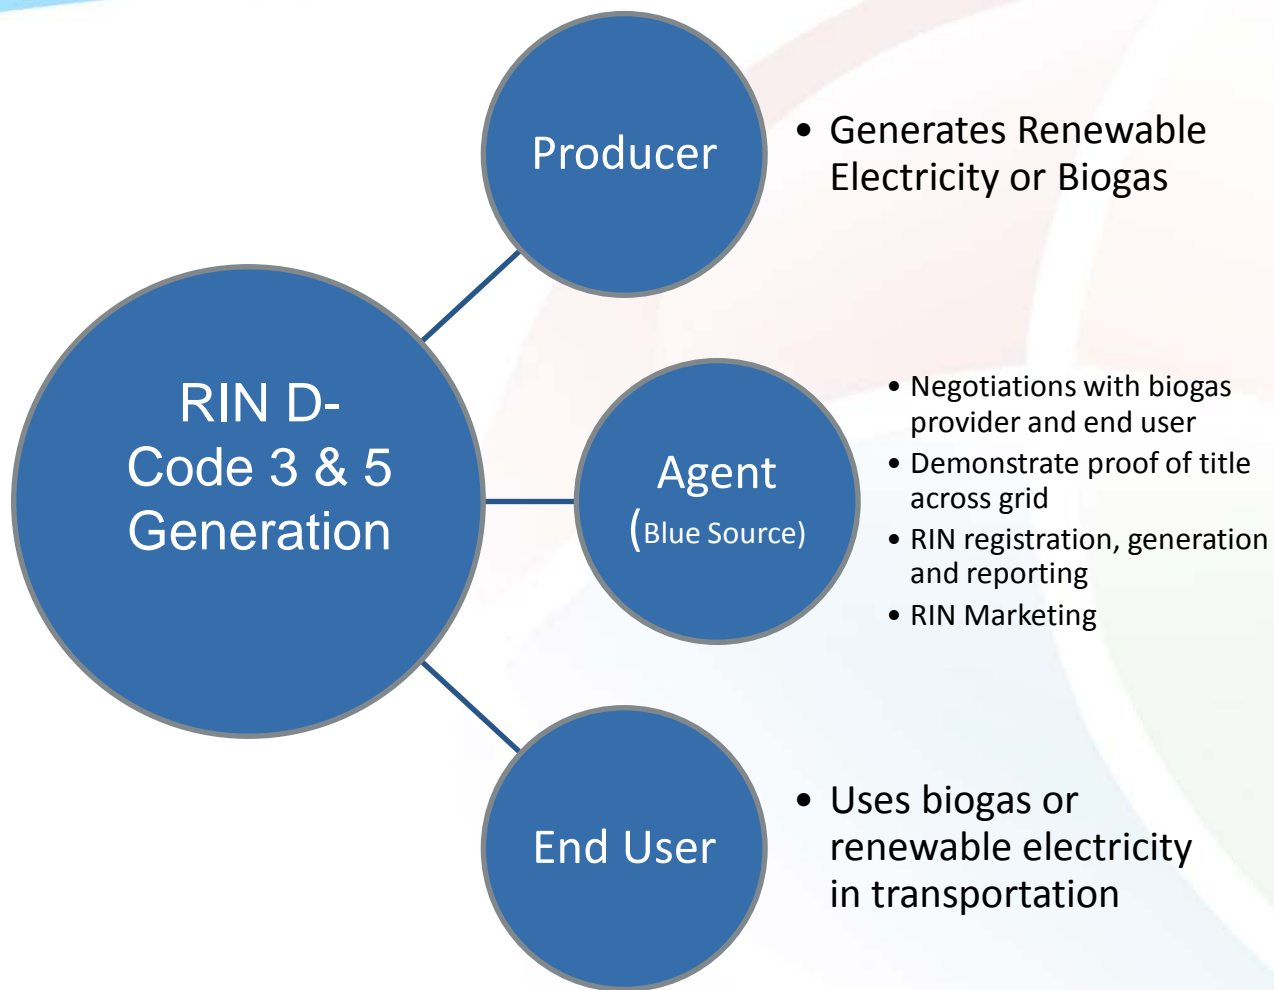 Producer
• Generates Renewable
Electricity or Biogas
RIN D-
Code 3 & 5
Generation
Agent
(Blue Source)
• Negotiations with biogas
provider and end user
• Demonstrate proof of title
across grid
• RIN registration, generation
and reporting
• RIN Marketing
End User
• Uses biogas or
renewable electricity
in transportation